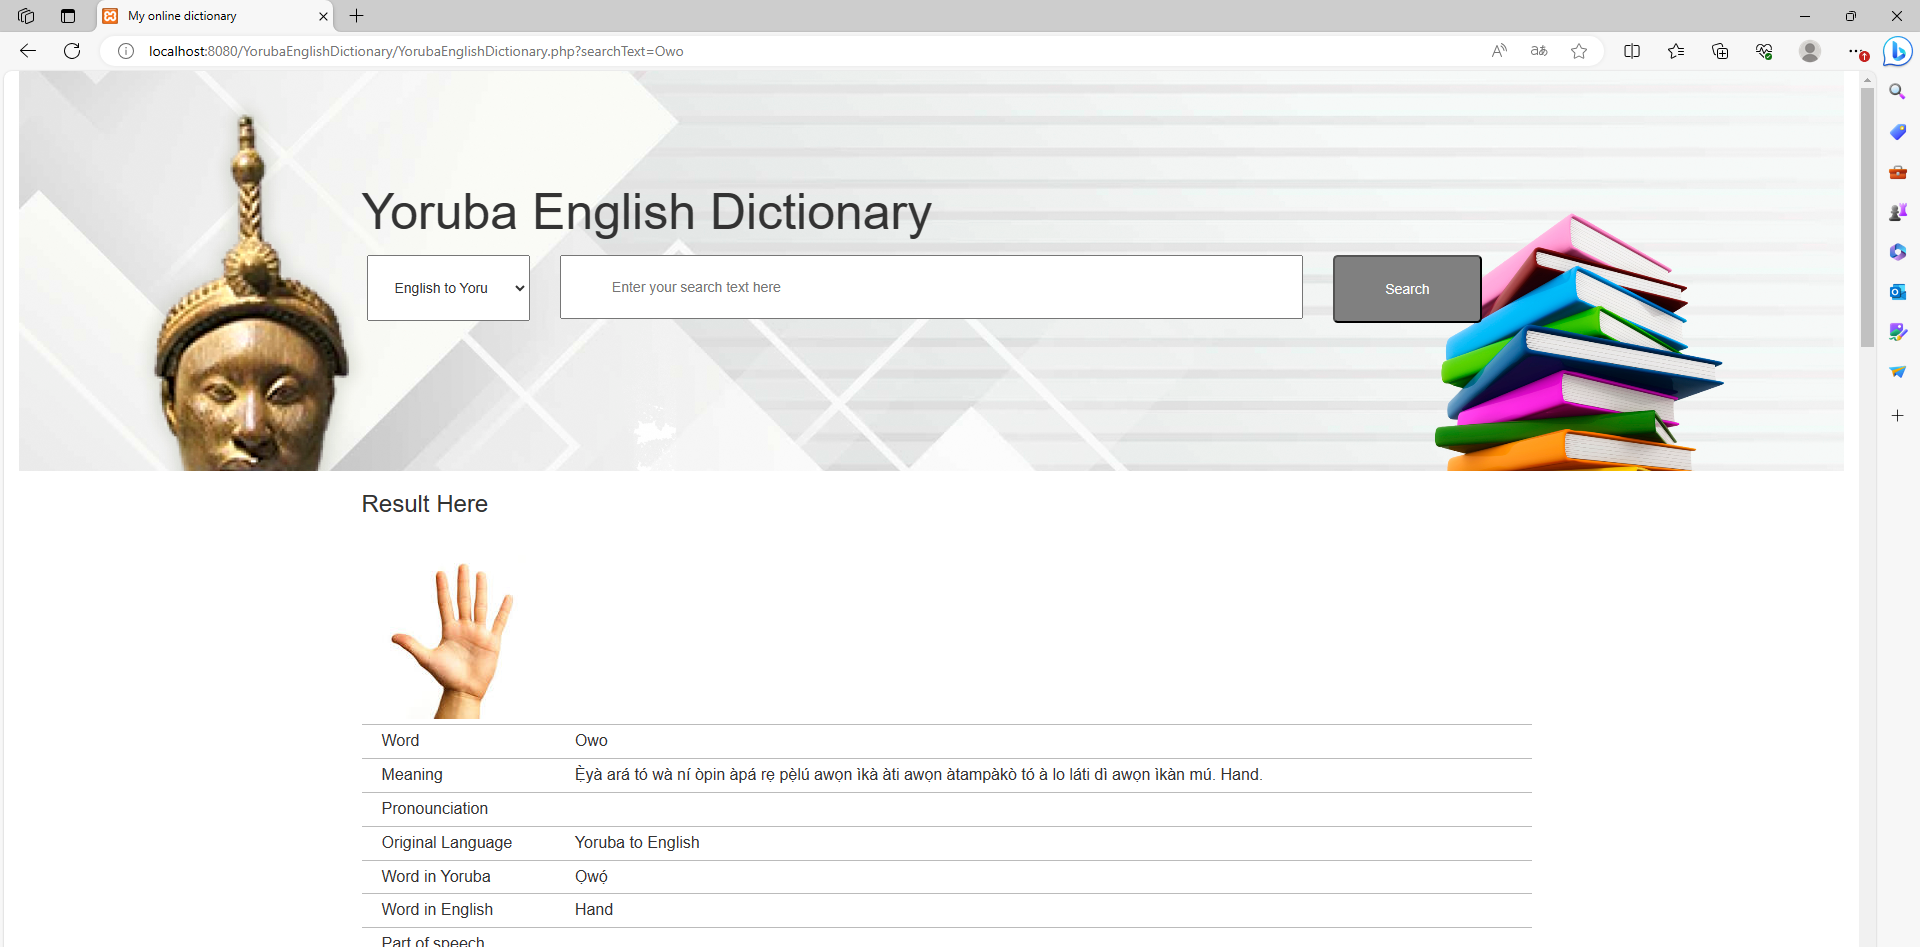 My online dictionary
localhost:8080/YorubaEnglishDictionary/YorubaEnglishDictionary.php?searchText=Owo
Yoruba English Dictionary
English to Yoru
Enter your search text here
Search
Result Here
Word Owo
Meaning Ẹ̀yà ará tó wà ní òpin àpá rẹ pẹ̀lú awọn ìkà àti awọn àtampàkò tó à lo láti dì awọn ìkàn mú. Hand.
Pronounciation
Original Language Yoruba to English
Word in Yoruba Ọwọ́
Word in English Hand
Part of speech